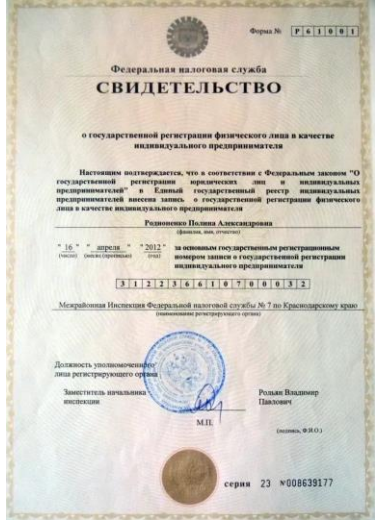 Форма № Р 6 1 0 0 1
Федеральная налоговая служба
СВИДЕТЕЛЬСТВО
о государственной регистрации физического лица в качестве
индивидуального предпринимателя
Настоящим подтверждается, что в соответствии с Федеральным законом "О
государственной регистрации юридических лиц и индивидуальных
предпринимателей" в Единый государственный реестр индивидуальных
предпринимателей внесена запись о государственной регистрации физического
лица в качестве индивидуального предпринимателя
Родионенко Полина Александровна
(фамилия, имя, отчество)
" 16 " " апреля " "2012" за основным государственным регистрационным
(число) (месяц (прописью)) (год) номером записи о государственной регистрации
индивидуального предпринимателя
3 1 2 2 3 6 6 1 0 7 0 0 0 3 2
Межрайонная Инспекция Федеральной налоговой службы № 7 по Краснодарскому краю
(наименование регистрирующего органа)
Должность уполномоченного
лица регистрирующего органа
Заместитель начальника Родьян Владимир
инспекции Павлович
М.П.
(подпись, Ф.И.О.)
серия 23 №008639177